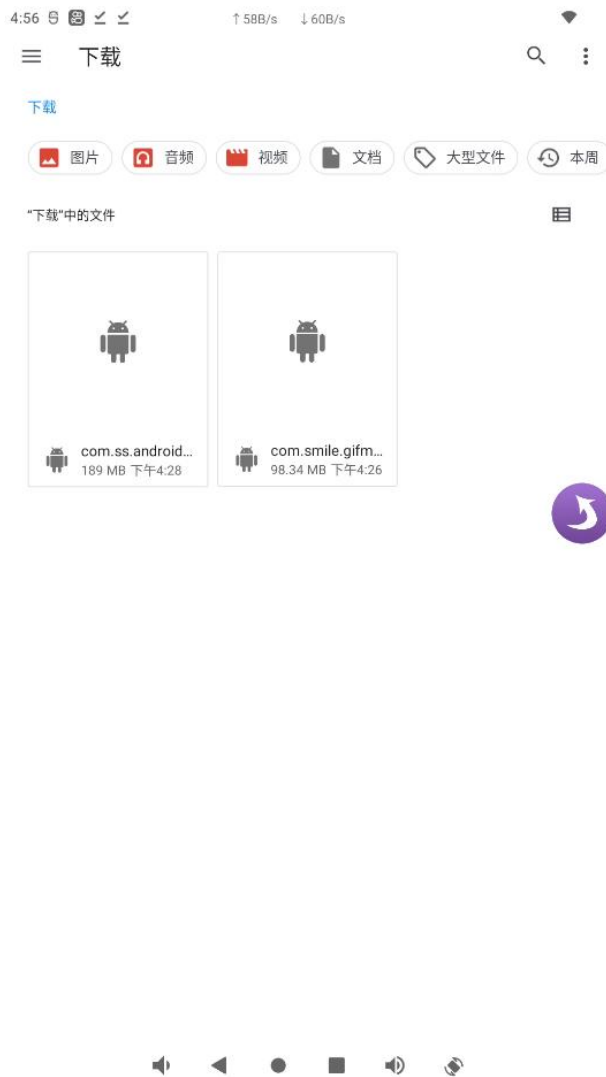 4:56 ↑58B/s ↓60B/s
下载
下载
图片 音频 视频 文档 大型文件 本周
"下载"中的文件
com.ss.android... com.smile.gifm...
189 MB 下午4:28 98.34 MB 下午4:26